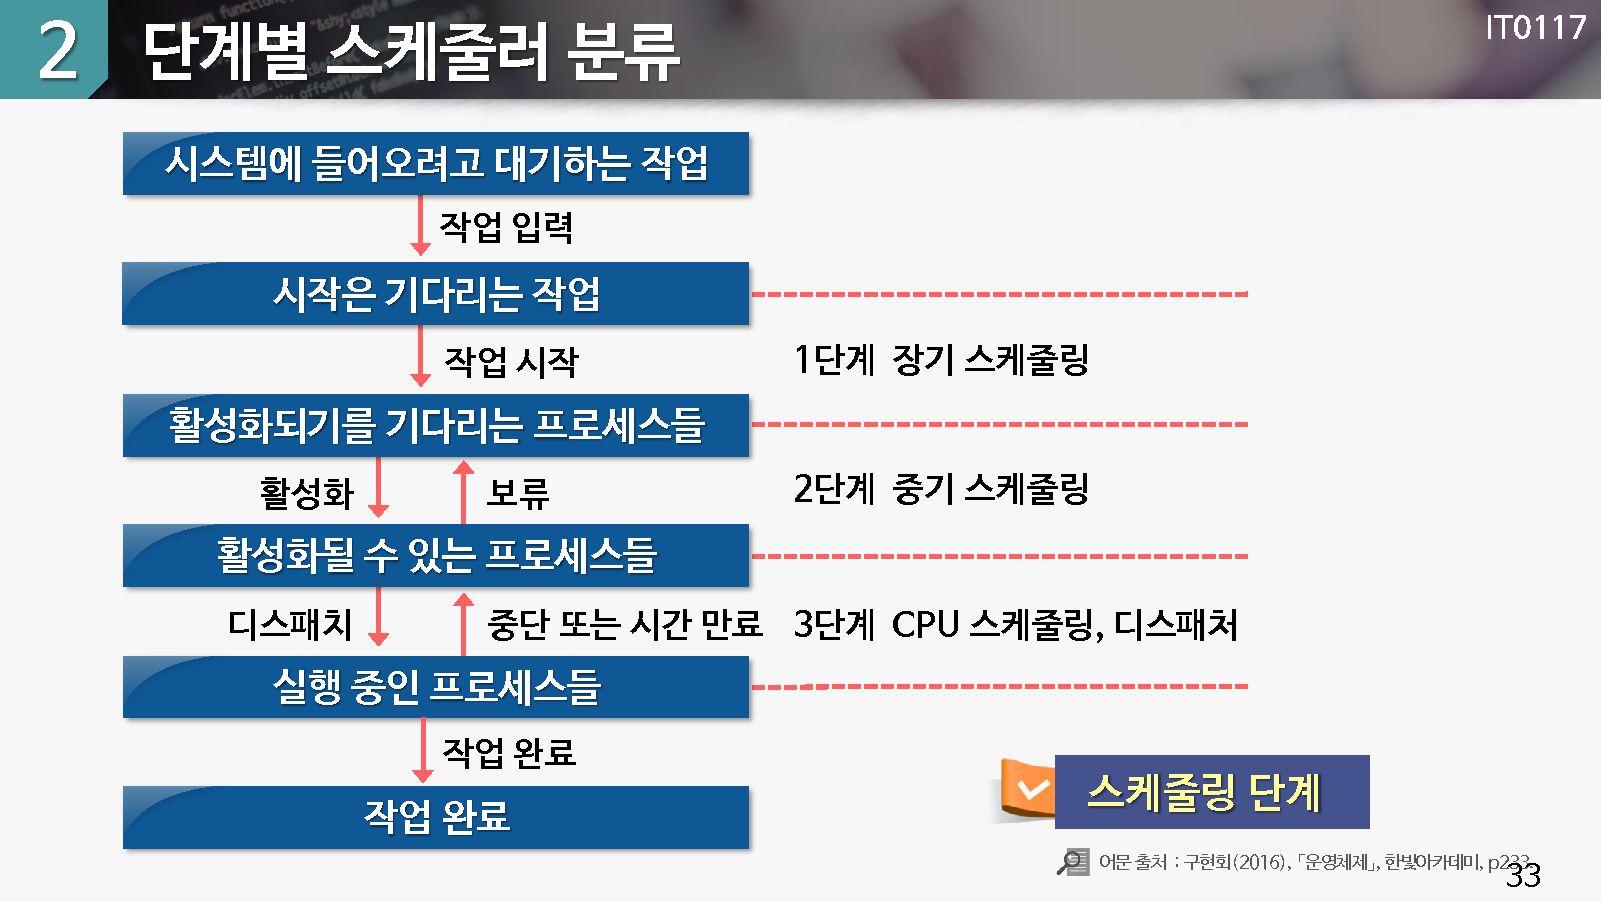 2 단계별 스케줄러 분류
IT0117
시스템에 들어오려고 대기하는 작업
작업 입력
시작은 기다리는 작업
작업 시작
1단계 장기 스케줄링
활성화되기를 기다리는 프로세스들
활성화
보류
2단계 중기 스케줄링
활성화될 수 있는 프로세스들
디스패치
중단 또는 시간 만료
3단계 CPU 스케줄링, 디스패처
실행 중인 프로세스들
작업 완료
작업 완료
스케줄링 단계
어문 출처 : 구현회(2016), 「운영체제」, 한빛아카데미, p233
33